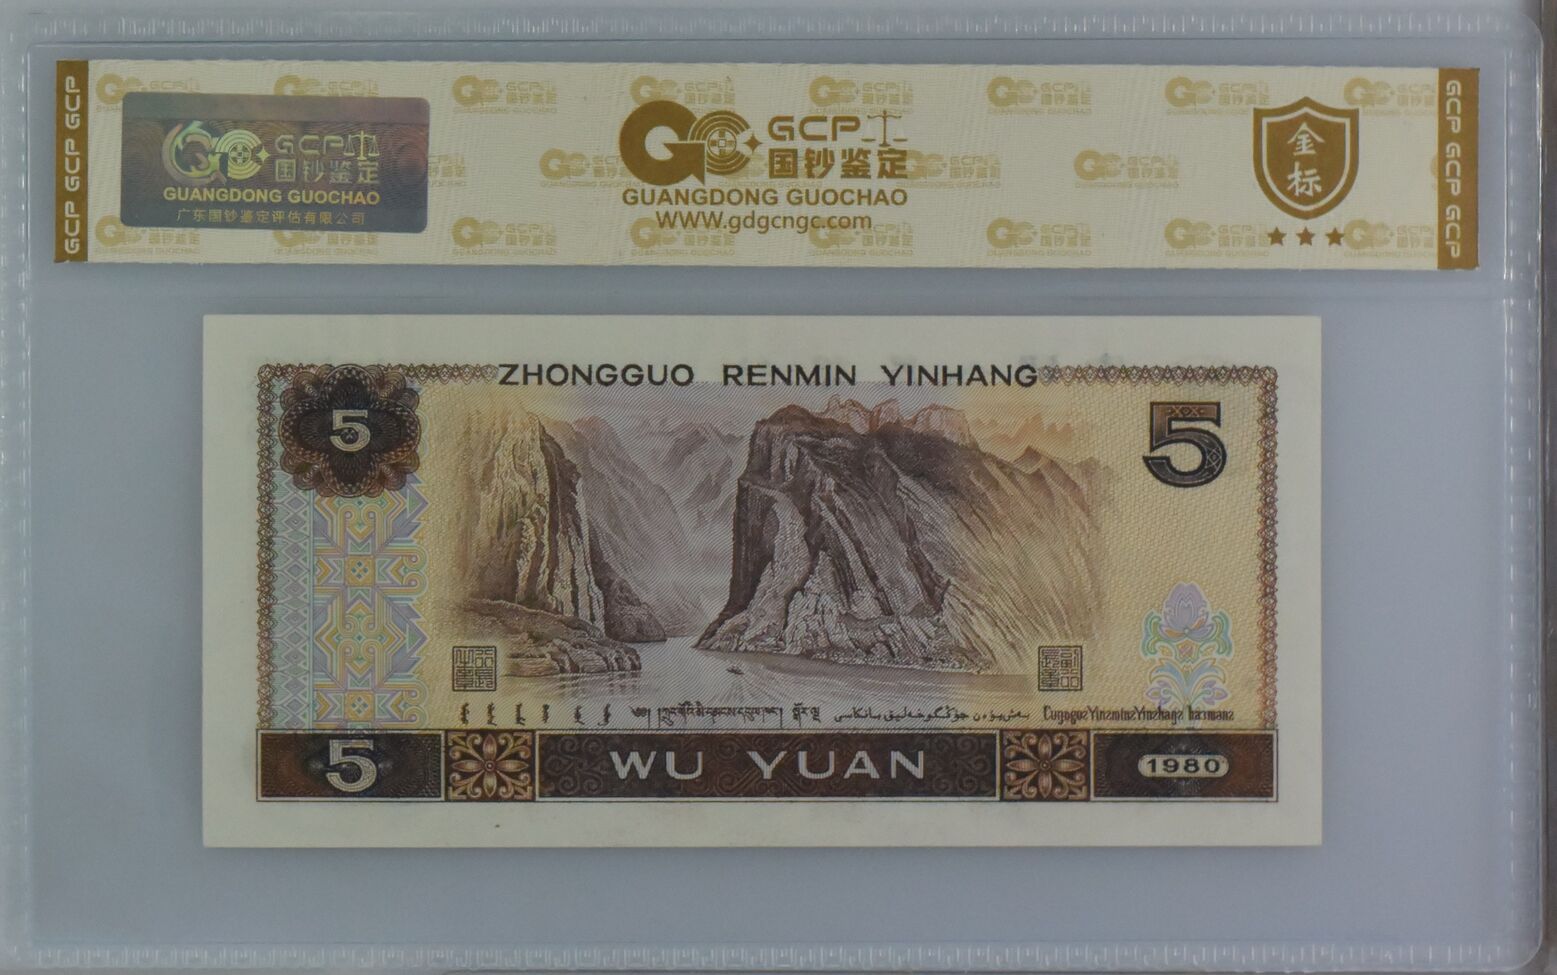 GCP GCP GCP
GCP
国钞鉴定
GUANGDONG GUOCHAO
广东国钞鉴定评估有限公司
GCP
国钞鉴定
GUANGDONG GUOCHAO
WWW.gdgcngc.com
金标
GCP GCP GCP
ZHONGGUO RENMIN YINHANG
5
5
5
WU YUAN
1980